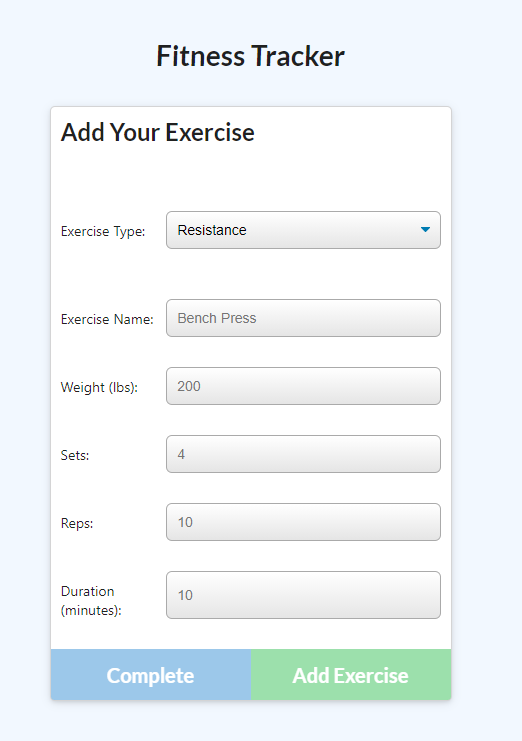 Fitness Tracker
Add Your Exercise
Exercise Type: Resistance
Exercise Name: Bench Press
Weight (lbs): 200
Sets: 4
Reps: 10
Duration (minutes): 10
Complete Add Exercise